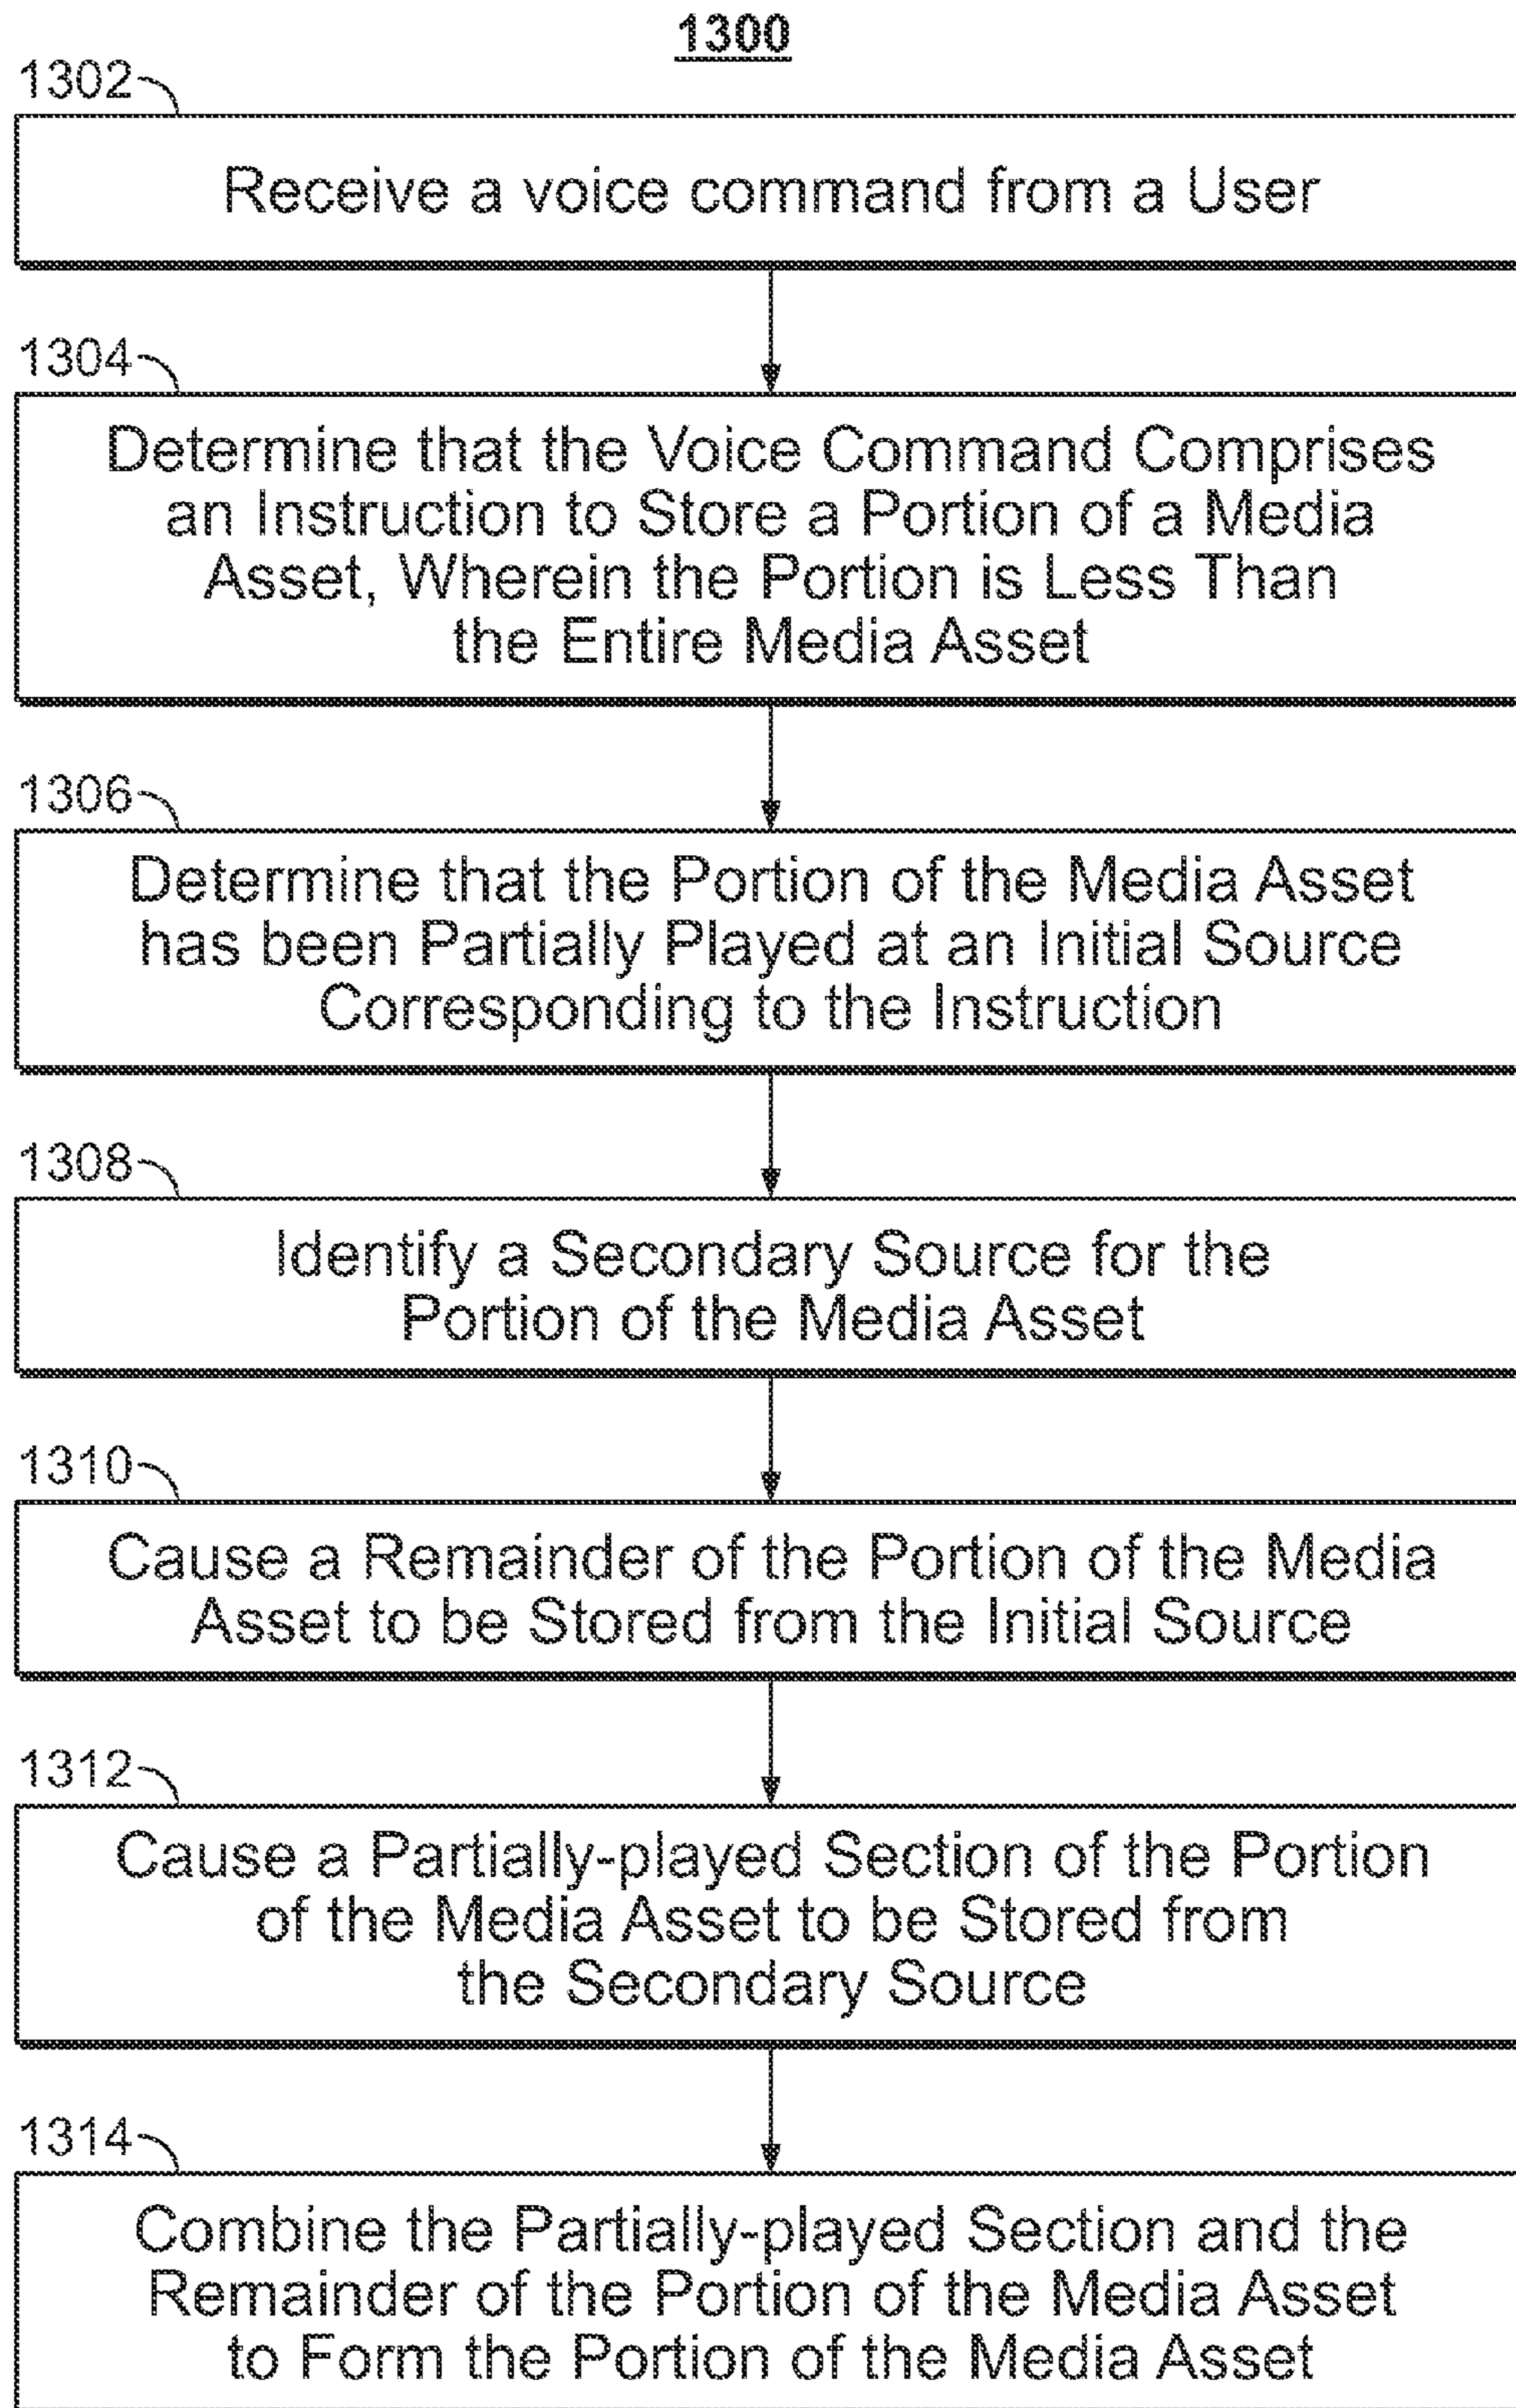 1300
1302
Receive a voice command from a User
1304
Determine that the Voice Command Comprises
an Instruction to Store a Portion of a Media
Asset, Wherein the Portion is Less Than
the Entire Media Asset
1306
Determine that the Portion of the Media Asset
has been Partially Played at an Initial Source
Corresponding to the Instruction
1308
Identify a Secondary Source for the
Portion of the Media Asset
1310
Cause a Remainder of the Portion of the Media
Asset to be Stored from the Initial Source
1312
Cause a Partially-played Section of the Portion
of the Media Asset to be Stored from
the Secondary Source
1314
Combine the Partially-played Section and the
Remainder of the Portion of the Media Asset
to Form the Portion of the Media Asset